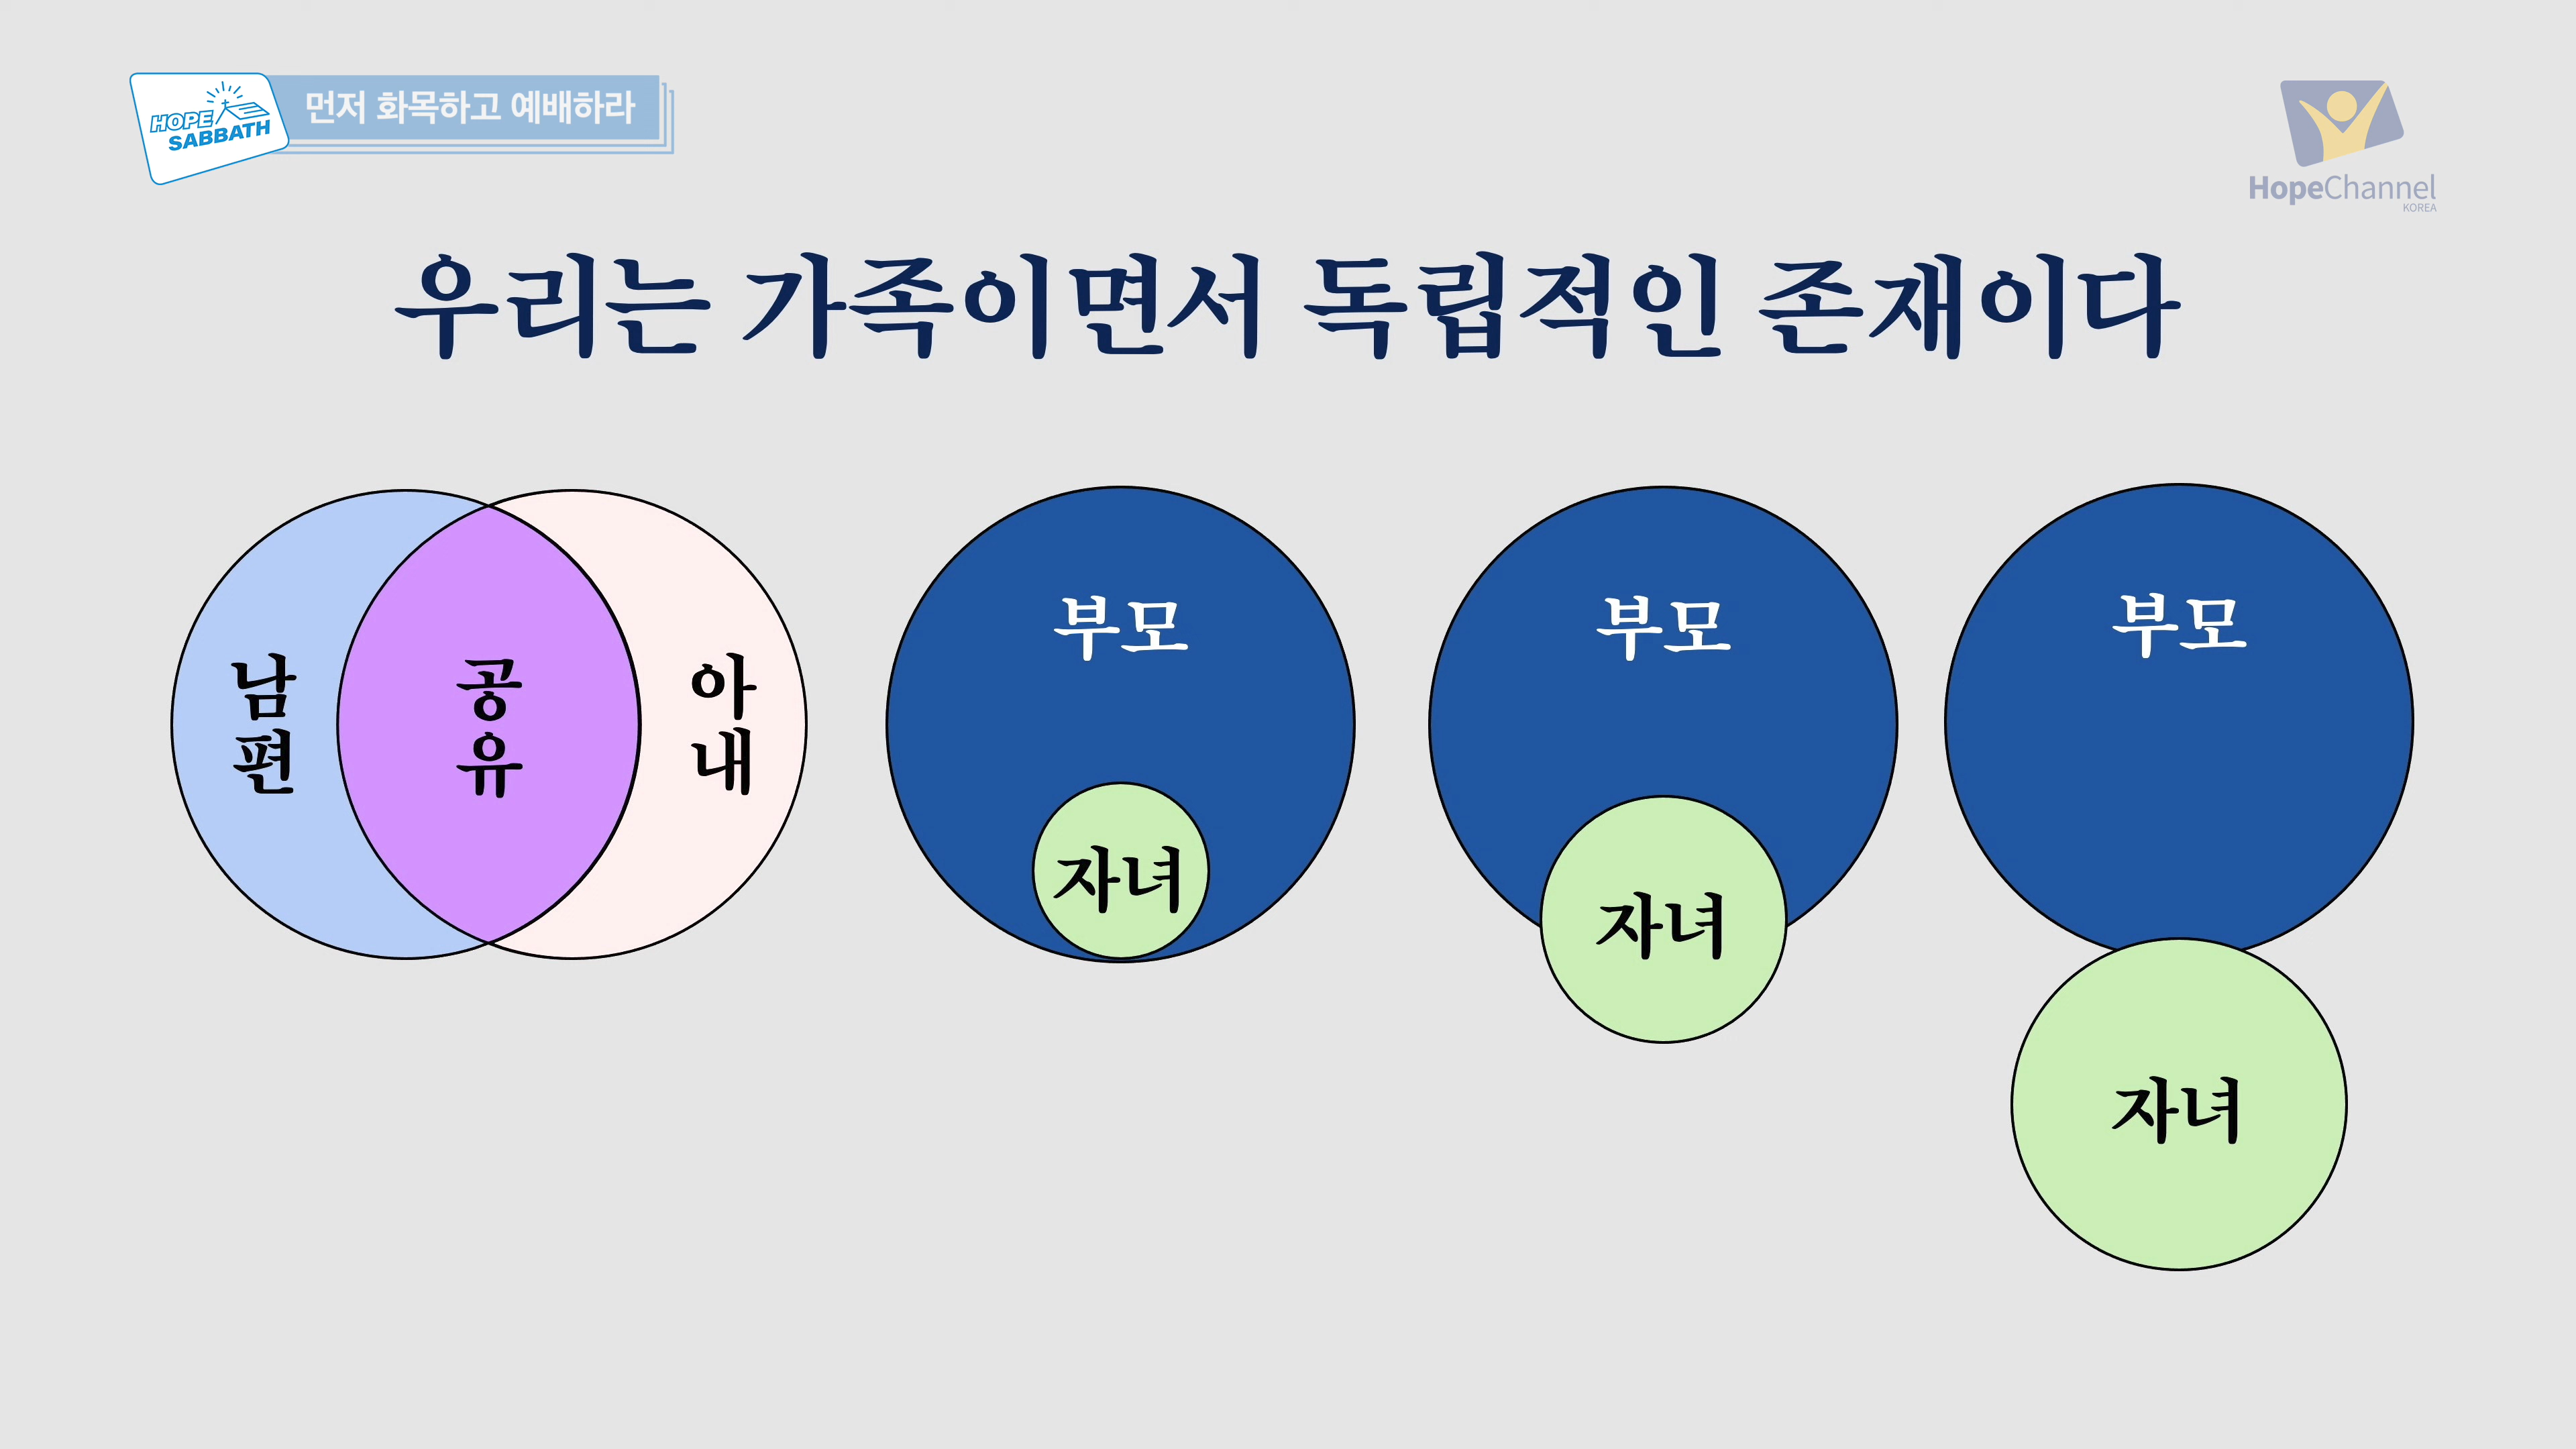 HOPE
SABBATH
먼저 화목하고 예배하라
HopeChannel
KOREA
우리는 가족이면서 독립적인 존재이다
남편
공유
아내
부모
자녀
부모
자녀
부모
자녀